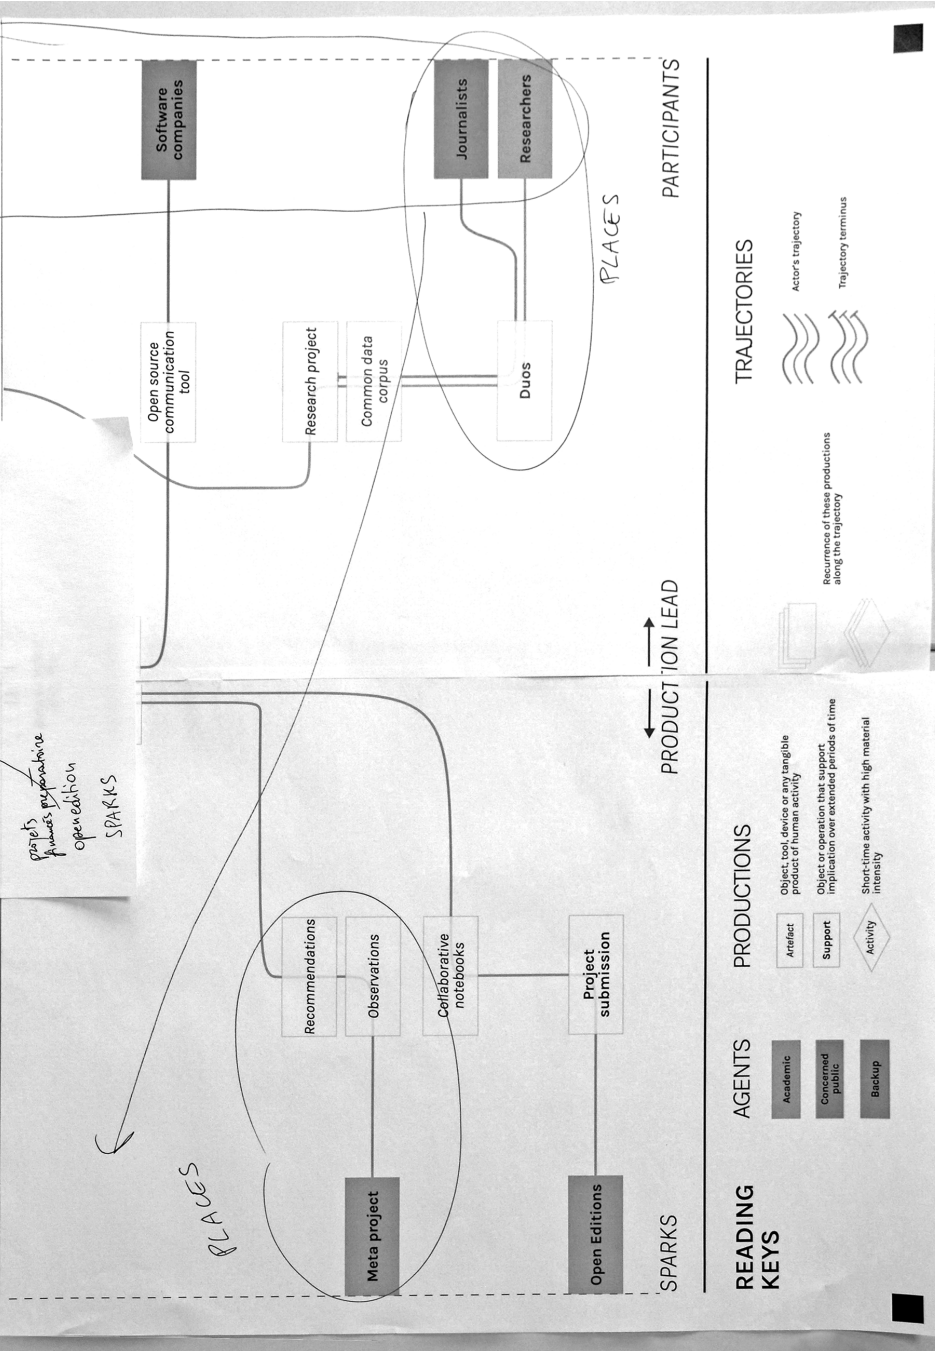 Software
companies
Journalists
Researchers
PARTICIPANTS
PLACES
Open source
communication
tool
Research project
Common data
corpus
Duos
PRODUCTION LEAD
projets
financés préparatoire
openedition
SPARKS
Recommendations
Observations
Collaborative
notebooks
Project
submission
PLACES
Meta project
Open Editions
SPARKS
READING
KEYS
AGENTS
Academic
Concerned
public
Backup
PRODUCTIONS
Artefact
Object, tool, device or any tangible
product of human activity
Support
Object or operation that support
implication over extended periods of time
Activity
Short-time activity with high material
intensity
Recurrence of these productions
along the trajectory
TRAJECTORIES
Actor's trajectory
Trajectory terminus